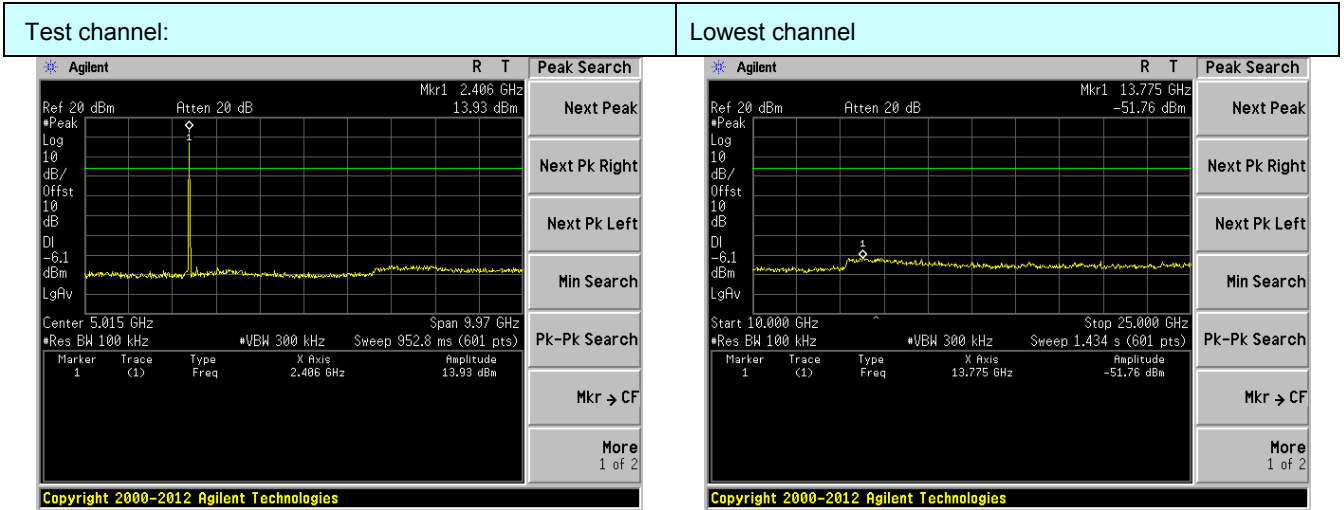 Test channel: Lowest channel
Agilent R T Peak Search
Mkr1 2.406 GHz
Ref 20 dBm Atten 20 dB 13.93 dBm
#Peak
Log
10
dB/
Offst
10
dB
DI
-6.1
dBm
LgAv
1
Center 5.015 GHz Span 9.97 GHz
#Res BW 100 kHz #VBW 300 kHz Sweep 952.8 ms (601 pts)
Marker Trace Type X Axis Amplitude
1 (1) Freq 2.406 GHz 13.93 dBm
Next Peak
Next Pk Right
Next Pk Left
Min Search
Pk-Pk Search
Mkr → CF
More
1 of 2
Copyright 2000-2012 Agilent Technologies
Agilent R T Peak Search
Mkr1 13.775 GHz
Ref 20 dBm Atten 20 dB -51.76 dBm
#Peak
Log
10
dB/
Offst
10
dB
DI
-6.1
dBm
LgAv
1
Start 10.000 GHz Stop 25.000 GHz
#Res BW 100 kHz #VBW 300 kHz Sweep 1.434 s (601 pts)
Marker Trace Type X Axis Amplitude
1 (1) Freq 13.775 GHz -51.76 dBm
Next Peak
Next Pk Right
Next Pk Left
Min Search
Pk-Pk Search
Mkr → CF
More
1 of 2
Copyright 2000-2012 Agilent Technologies